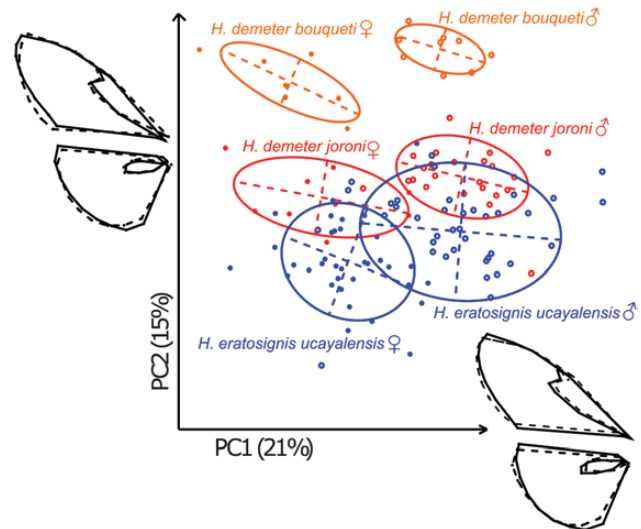 H. demeter bouqueti ♀
H. demeter bouqueti ♂
H. demeter joroni ♀
H. demeter joroni ♂
H. eratosignis ucayalensis ♂
H. eratosignis ucayalensis ♀
PC2 (15%)
PC1 (21%)